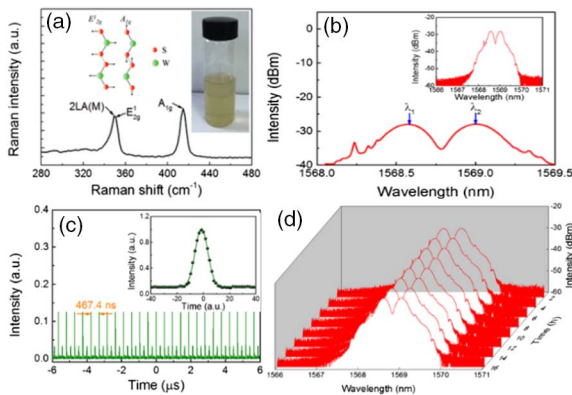 (a)
E¹2g A1g
S
W
2LA(M)
E¹2g
A1g
Raman intensity (a.u.)
280 320 360 400 440 480
Raman shift (cm⁻¹)
(b)
Intensity (dBm)
0
-10
-20
-30
-40
-50
-60
λ1 λ2
Intensity (dBm)
-20
-30
-40
-50
-60
1566 1567 1568 1569 1570 1571
Wavelength (nm)
1568.0 1568.5 1569.0 1569.5
Wavelength (nm)
(c)
Intensity (a.u.)
0.4
0.3
0.2
0.1
0.0
467.4 ns
Intensity (a.u.)
1.2
0.8
0.4
0.0
-40 -20 0 20 40
Time (a.u.)
-6 -4 -2 0 2 4 6
Time (μs)
(d)
-20
-30
-40
-50
-60
Intensity (dBm)
Time (h)
1566 1567 1568 1569 1570 1571
Wavelength (nm)